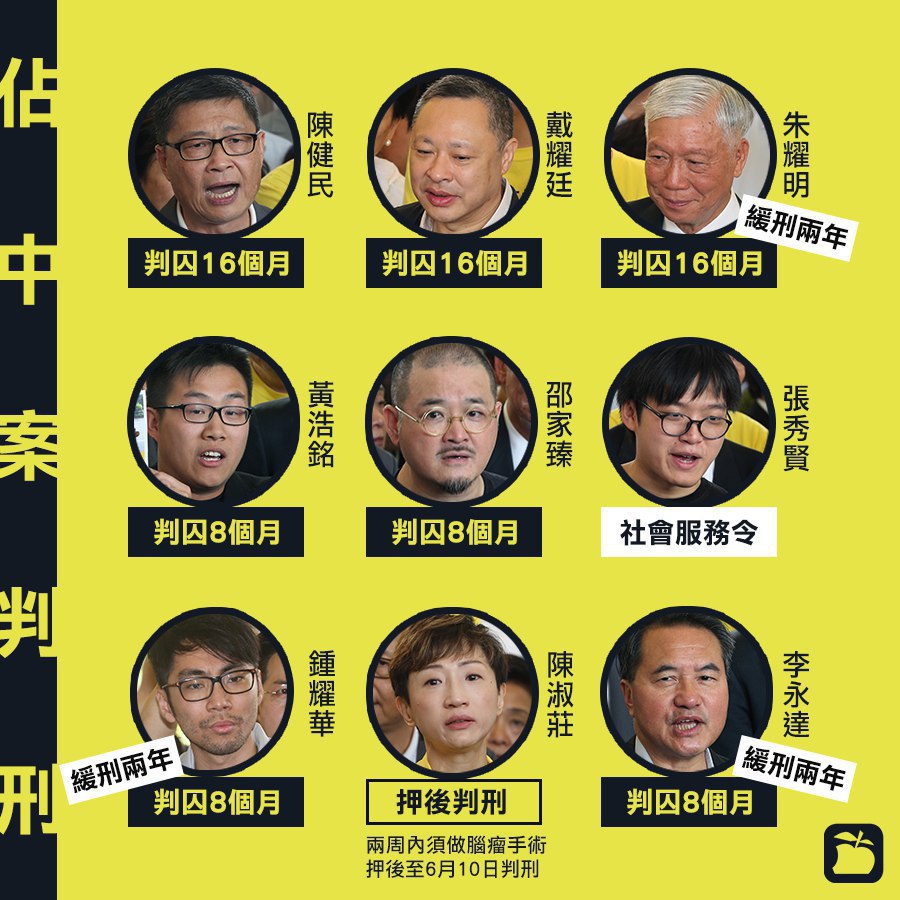 佔中案判刑
陳健民
判囚16個月
戴耀廷
判囚16個月
朱耀明
緩刑兩年
判囚16個月
黃浩銘
判囚8個月
邵家臻
判囚8個月
張秀賢
社會服務令
鍾耀華
緩刑兩年
判囚8個月
陳淑莊
押後判刑
兩周內須做腦瘤手術
押後至6月10日判刑
李永達
緩刑兩年
判囚8個月